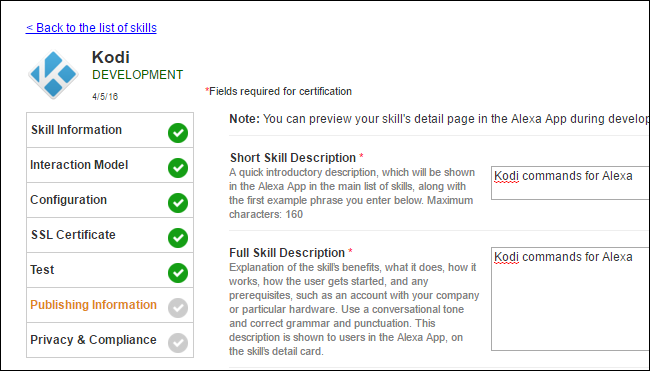 < Back to the list of skills
Kodi
DEVELOPMENT
4/5/16
*Fields required for certification
Skill Information
Interaction Model
Configuration
SSL Certificate
Test
Publishing Information
Privacy & Compliance
Note: You can preview your skill's detail page in the Alexa App during develop
Short Skill Description *
A quick introductory description, which will be shown
in the Alexa App in the main list of skills, along with
the first example phrase you enter below. Maximum
characters: 160
Kodi commands for Alexa
Full Skill Description *
Explanation of the skill's benefits, what it does, how it
works, how the user gets started, and any
prerequisites, such as an account with your company
or particular hardware. Use a conversational tone
and correct grammar and punctuation. This
description is shown to users in the Alexa App, on
the skill's detail card.
Kodi commands for Alexa